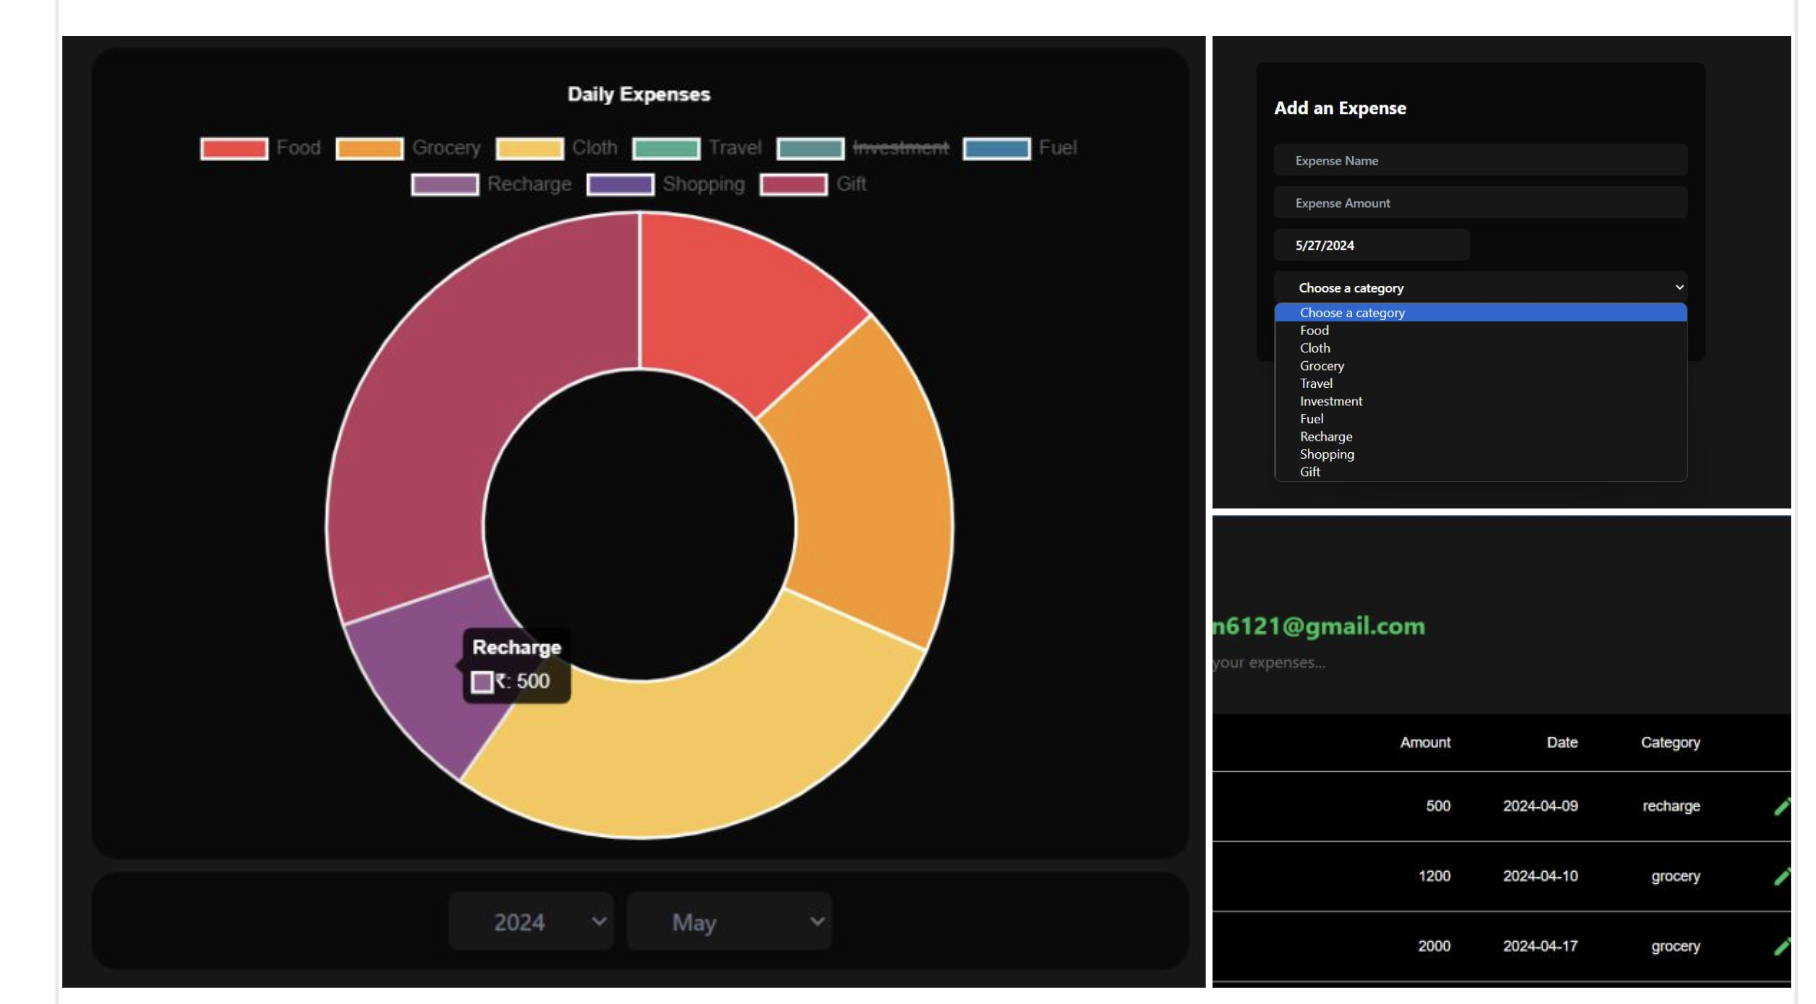 Daily Expenses
Food Grocery Cloth Travel Investment Fuel
Recharge Shopping Gift
Recharge
₹: 500
2024 May
Add an Expense
Expense Name
Expense Amount
5/27/2024
Choose a category
Choose a category
Food
Cloth
Grocery
Travel
Investment
Fuel
Recharge
Shopping
Gift
n6121@gmail.com
your expenses...
Amount Date Category
500 2024-04-09 recharge
1200 2024-04-10 grocery
2000 2024-04-17 grocery